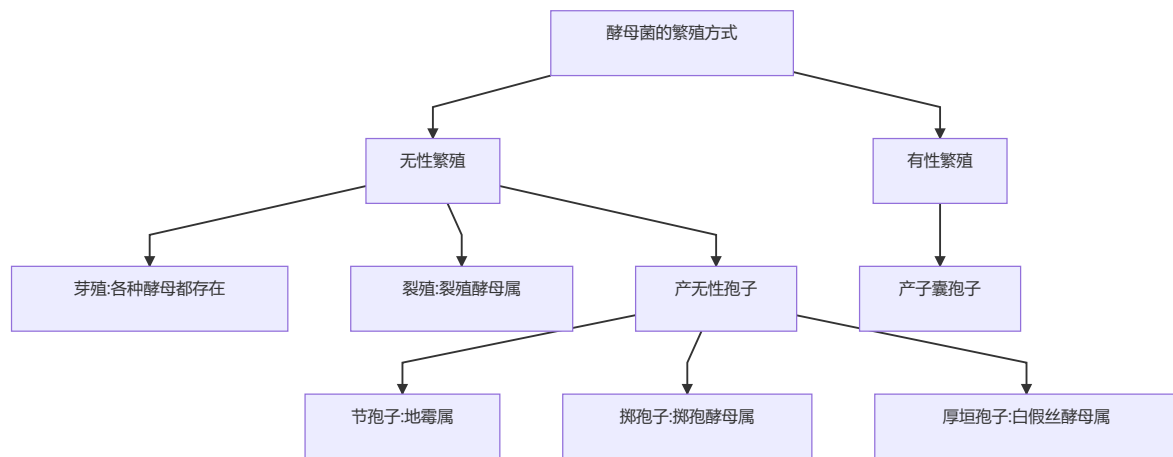 酵母菌的繁殖方式
无性繁殖
有性繁殖
芽殖:各种酵母都存在
裂殖:裂殖酵母属
产无性孢子
产子囊孢子
节孢子:地霉属
掷孢子:掷孢酵母属
厚垣孢子:白假丝酵母属